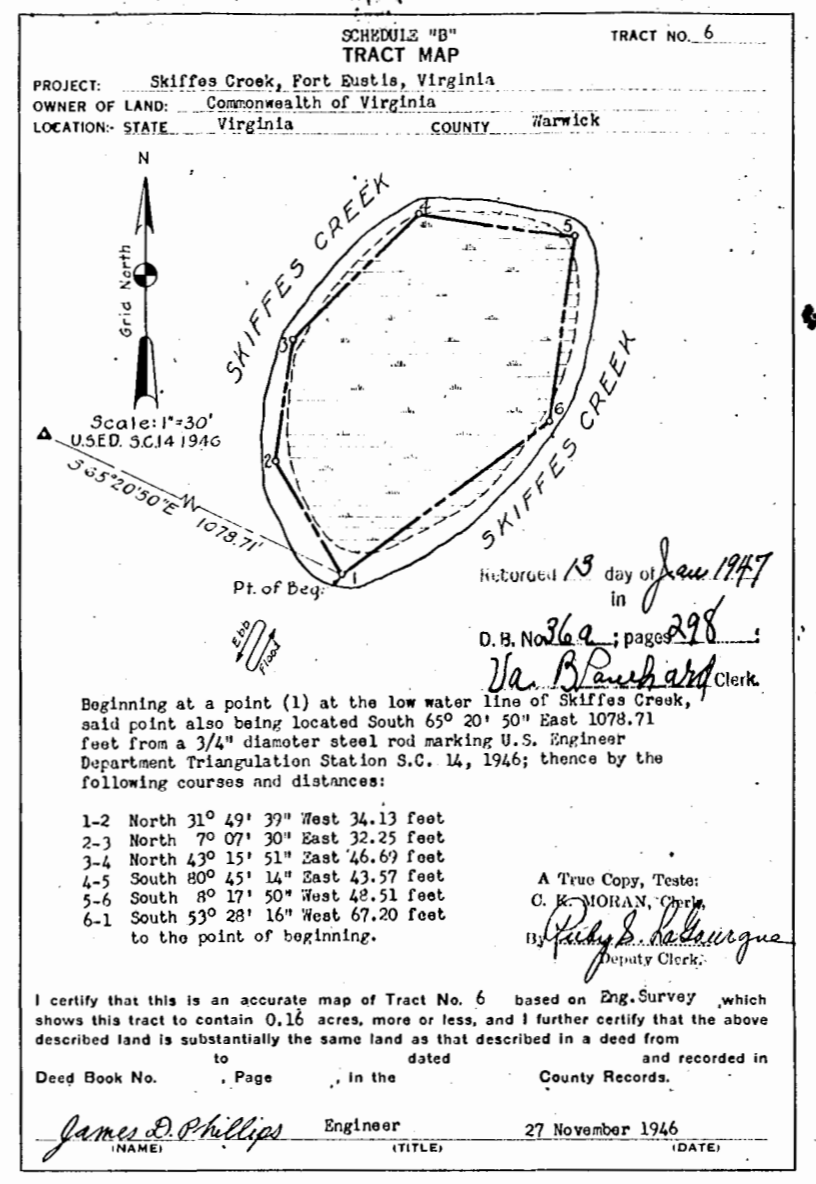 SCHEDULE "B"
TRACT MAP
TRACT NO. 6
PROJECT: Skiffes Creek, Fort Eustis, Virginia
OWNER OF LAND: Commonwealth of Virginia
LOCATION:- STATE Virginia COUNTY Warwick
N
Grid North
Scale: 1"=30'
U.S.E.D. S.C.14 1946
S 65°20'50"E
1078.71'
SKIFFES CREEK
SKIFFES CREEK
4
5
3
6
2
1
Pt. of Beg.
Ebb
Flood
Recorded 13 day of Jan 1947
in
D. B. No 36a ; pages 298 ;
Clerk.
Beginning at a point (1) at the low water line of Skiffes Creek,
said point also being located South 65° 20' 50" East 1078.71
feet from a 3/4" diameter steel rod marking U.S. Engineer
Department Triangulation Station S.C. 14, 1946; thence by the
following courses and distances:
1-2 North 31° 49' 39" West 34.13 feet
2-3 North 7° 07' 30" East 32.25 feet
3-4 North 43° 15' 51" East 46.69 feet
4-5 South 80° 45' 14" East 43.57 feet
5-6 South 8° 17' 50" West 48.51 feet
6-1 South 53° 28' 16" West 67.20 feet
to the point of beginning.
A True Copy, Teste:
C. K. MORAN, Clerk,
By Ruby S.
Deputy Clerk.
I certify that this is an accurate map of Tract No. 6 based on Eng. Survey , which
shows this tract to contain 0.16 acres, more or less, and I further certify that the above
described land is substantially the same land as that described in a deed from
to dated and recorded in
Deed Book No. , Page , in the County Records.
James D. Phillips Engineer 27 November 1946
(NAME) (TITLE) (DATE)